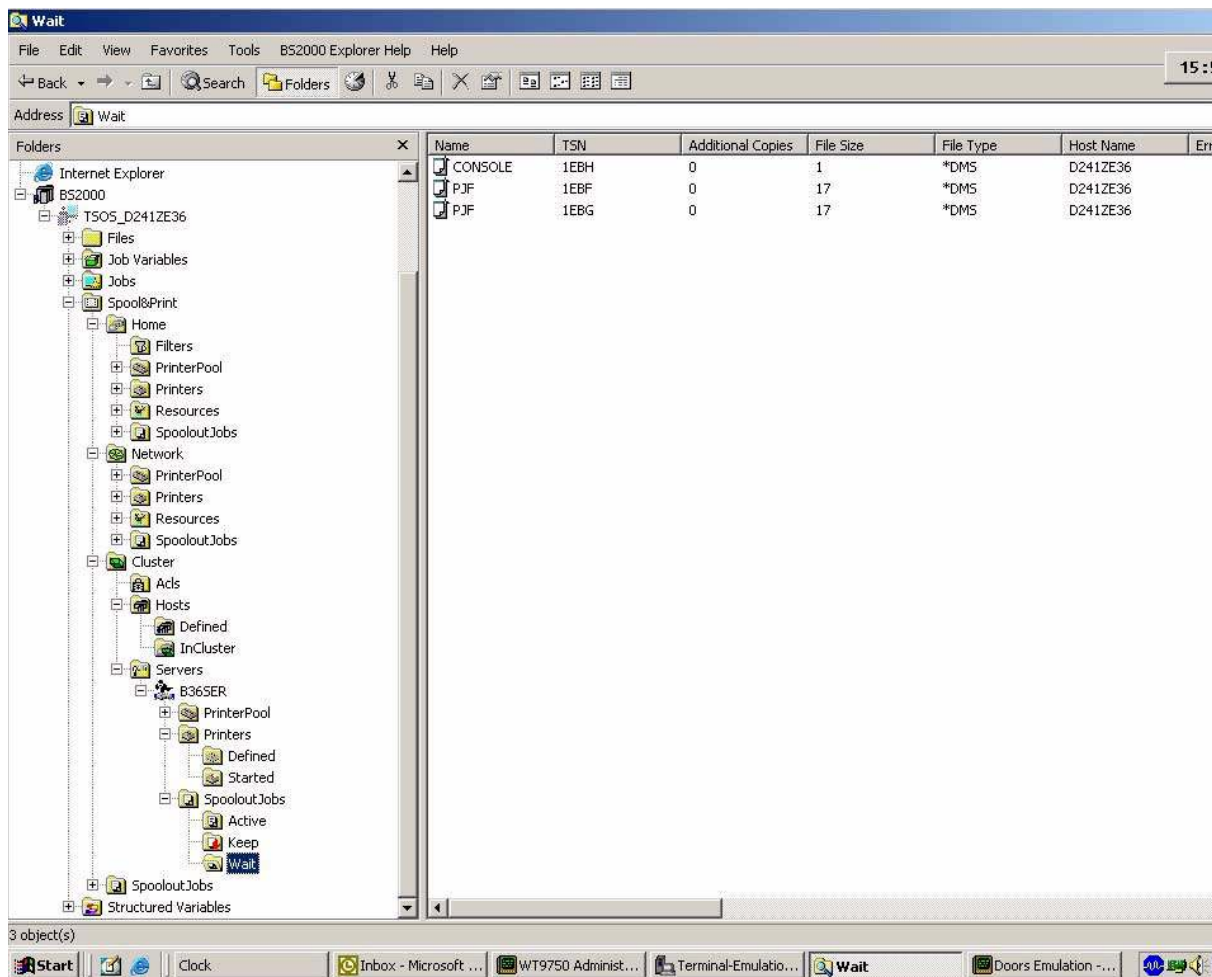 Wait
File Edit View Favorites Tools BS2000 Explorer Help Help
Back Search Folders
15:
Address Wait
Folders
Internet Explorer
BS2000
TSOS_D241ZE36
Files
Job Variables
Jobs
Spool&Print
Home
Filters
PrinterPool
Printers
Resources
SpooloutJobs
Network
PrinterPool
Printers
Resources
SpooloutJobs
Cluster
Acls
Hosts
Defined
InCluster
Servers
B36SER
PrinterPool
Printers
Defined
Started
SpooloutJobs
Active
Keep
Wait
SpooloutJobs
Structured Variables
Name TSN Additional Copies File Size File Type Host Name Err
CONSOLE 1EBH 0 1 *DMS D241ZE36
PJF 1EBF 0 17 *DMS D241ZE36
PJF 1EBG 0 17 *DMS D241ZE36
3 object(s)
Start Clock Inbox - Microsoft ... WT9750 Administ... Terminal-Emulatio... Wait Doors Emulation -...